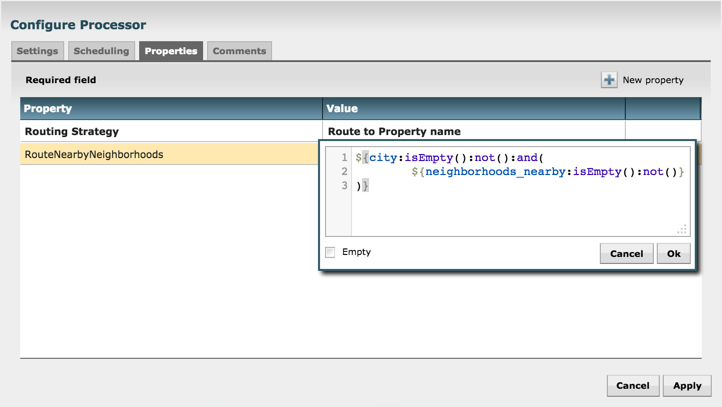 Configure Processor
Settings Scheduling Properties Comments
Required field New property
Property Value
Routing Strategy Route to Property name
RouteNearbyNeighborhoods
1 ${city:isEmpty():not():and(
2 ${neighborhoods_nearby:isEmpty():not()}
3 )}
Empty Cancel Ok
Cancel Apply